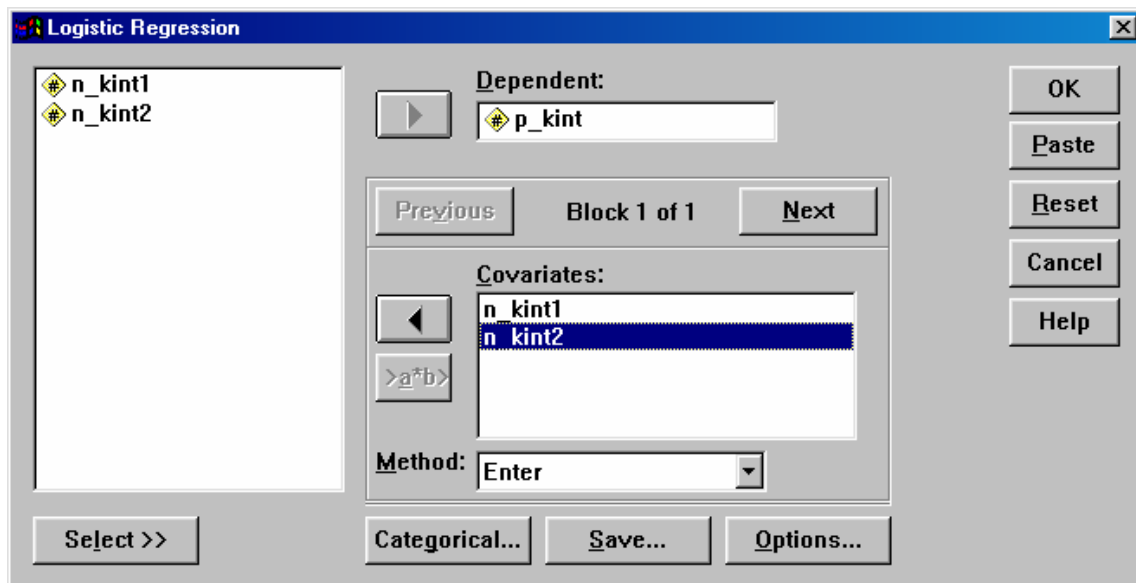 Logistic Regression
n_kint1
n_kint2
Dependent:
p_kint
Previous
Block 1 of 1
Next
Covariates:
n_kint1
n_kint2
>a*b>
Method:
Enter
OK
Paste
Reset
Cancel
Help
Select >>
Categorical...
Save...
Options...